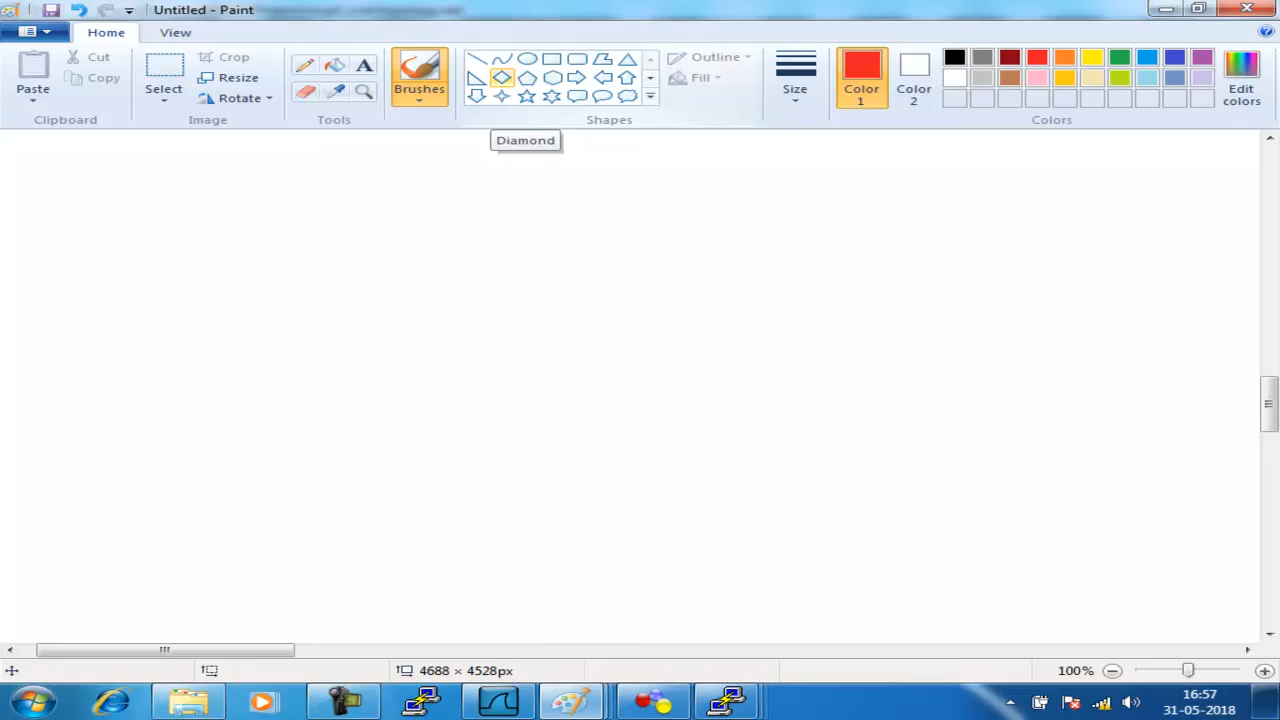 Untitled - Paint
Home View
Paste
Cut
Copy
Clipboard
Select
Crop
Resize
Rotate
Image
A
Tools
Brushes
Shapes
Outline
Fill
Size
Color 1
Color 2
Edit colors
Colors
Diamond
4688 × 4528px
100%
16:57
31-05-2018